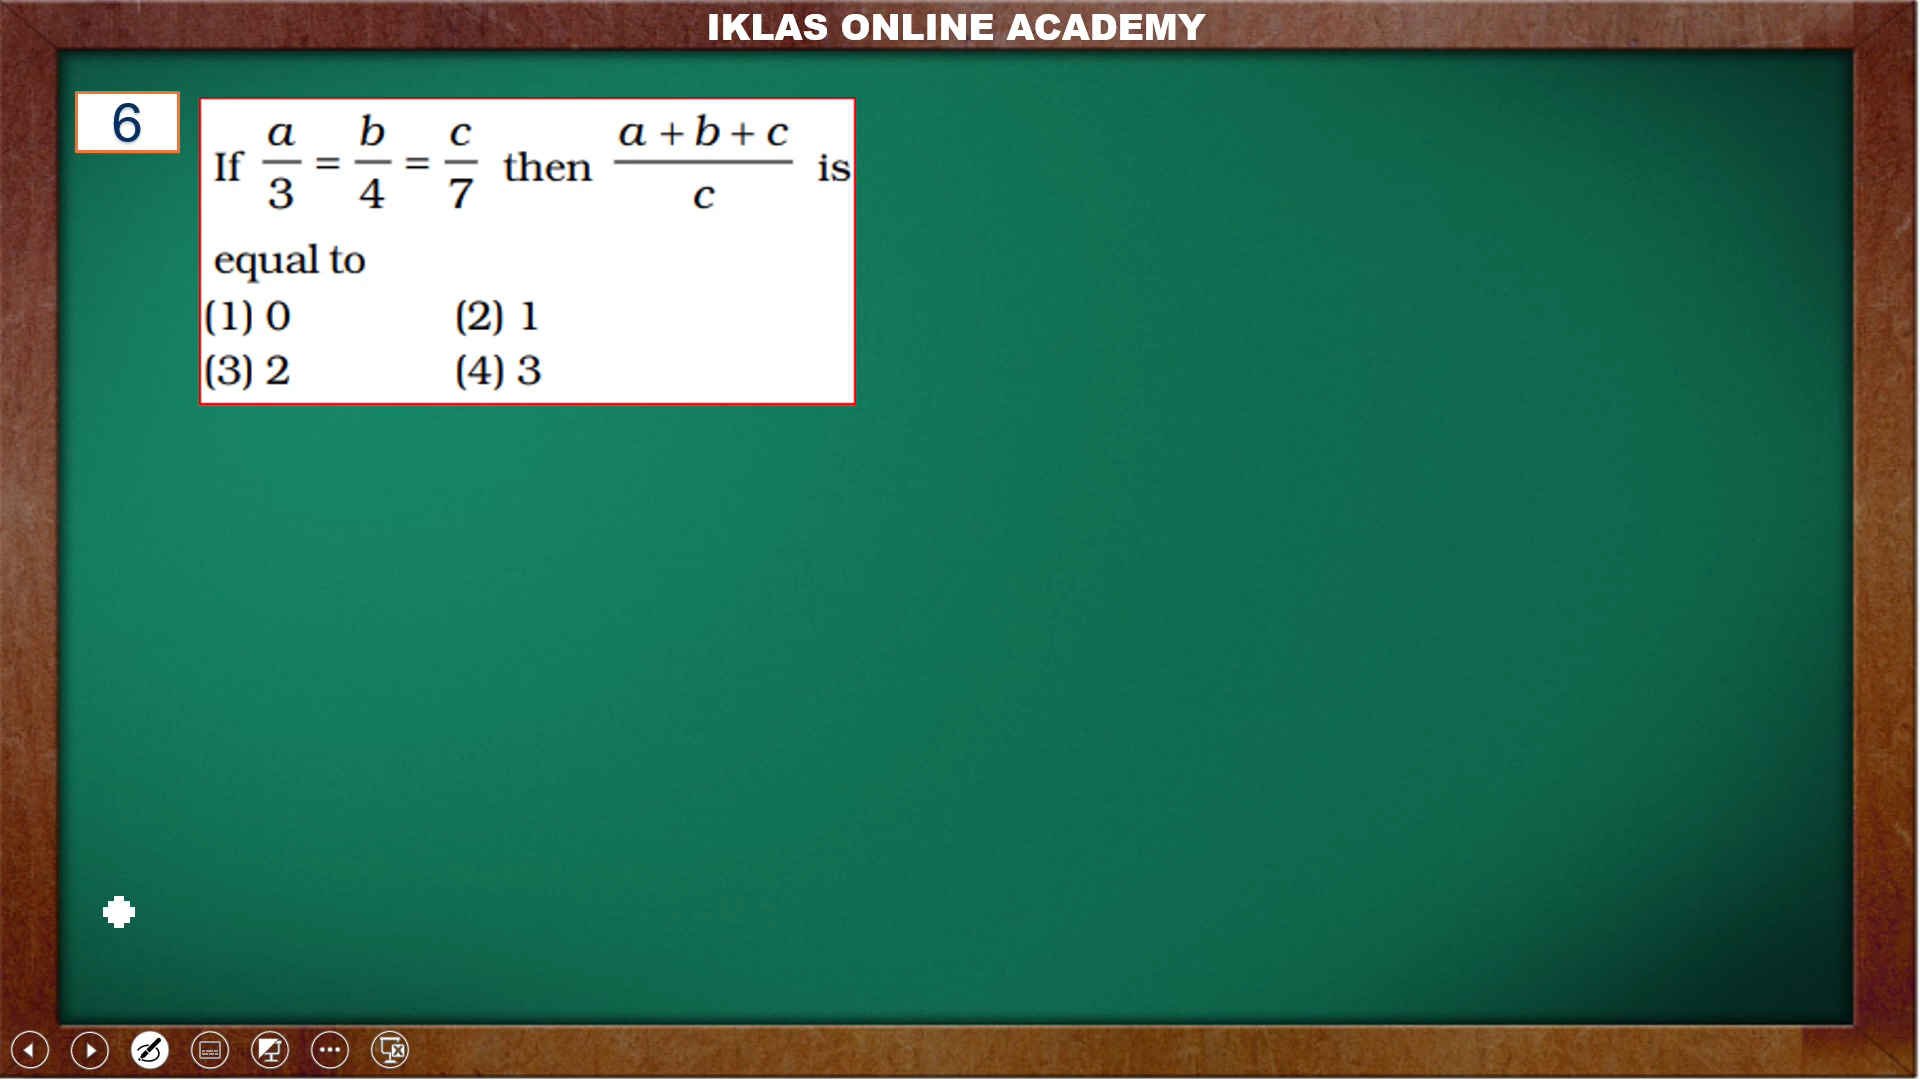 IKLAS ONLINE ACADEMY
6
If a/3 = b/4 = c/7 then (a + b + c)/c is
equal to
(1) 0 (2) 1
(3) 2 (4) 3